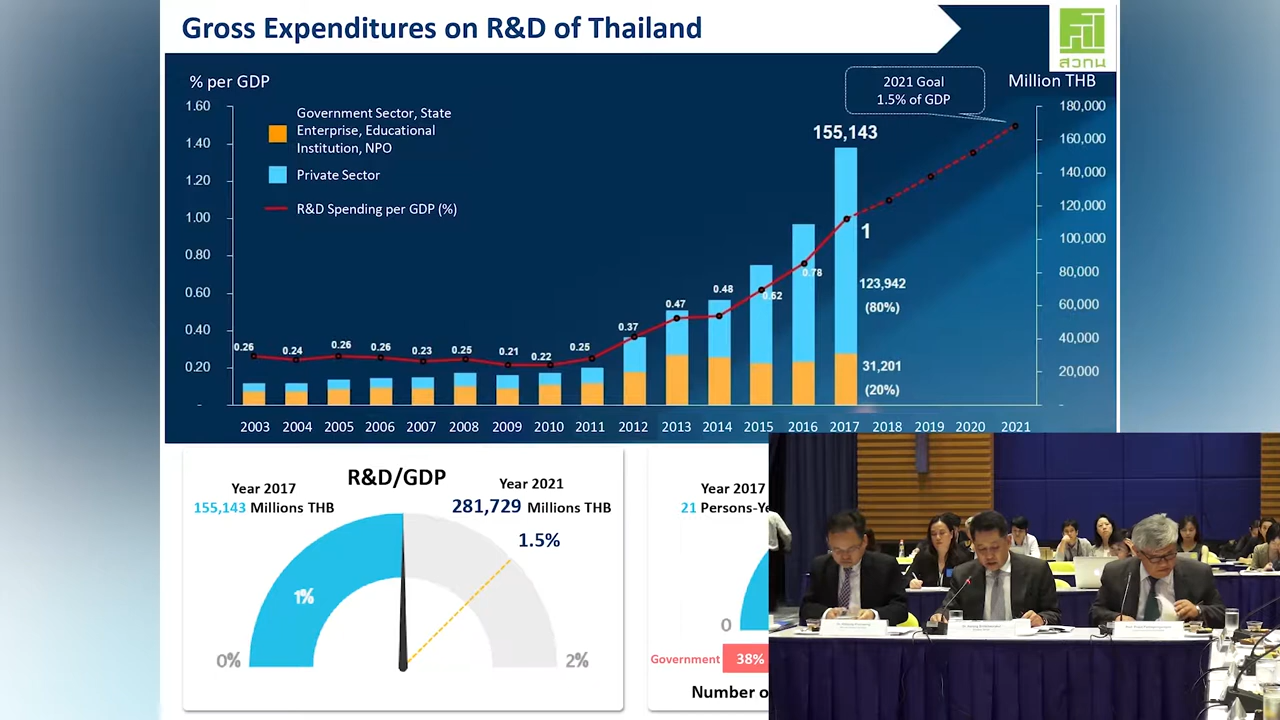 Gross Expenditures on R&D of Thailand
สวทน
% per GDP
Million THB
2021 Goal
1.5% of GDP
1.60
1.40
1.20
1.00
0.80
0.60
0.40
0.20
-
Government Sector, State
Enterprise, Educational
Institution, NPO
Private Sector
R&D Spending per GDP (%)
180,000
160,000
140,000
120,000
100,000
80,000
60,000
40,000
20,000
-
155,143
1
123,942
(80%)
31,201
(20%)
0.26 0.24 0.26 0.26 0.23 0.25 0.21 0.22 0.25 0.37 0.47 0.48 0.62 0.78
2003 2004 2005 2006 2007 2008 2009 2010 2011 2012 2013 2014 2015 2016 2017 2018 2019 2020 2021
R&D/GDP
Year 2017
155,143 Millions THB
Year 2021
281,729 Millions THB
1.5%
1%
0%
2%
Year 2017
21 Persons-Ye
0
Government 38%
Number o